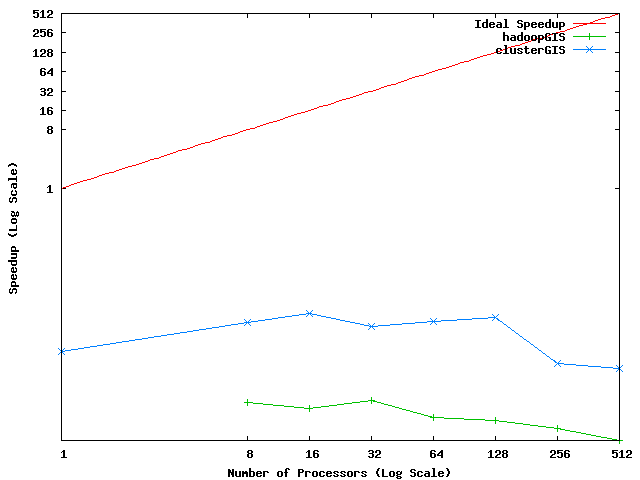 512
256
128
64
32
16
8
1
Speedup (Log Scale)
Ideal Speedup
hadoopGIS
clusterGIS
1 8 16 32 64 128 256 512
Number of Processors (Log Scale)